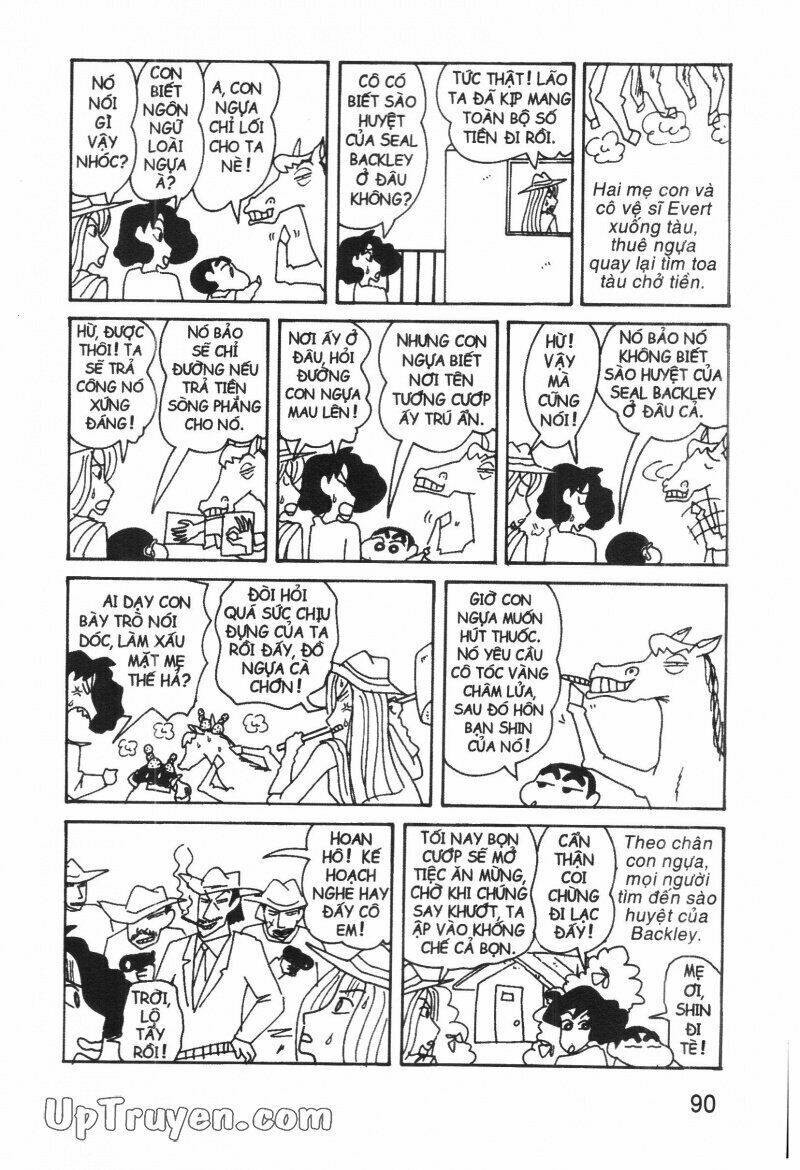 Hai mẹ con và
cô vệ sĩ Evert
xuống tàu,
thuê ngựa
quay lại tìm toa
tàu chở tiền.
TỨC THẬT! LÃO
TA ĐÃ KỊP MANG
TOÀN BỘ SỐ
TIỀN ĐI RỒI.
CÔ CÓ
BIẾT SÀO
HUYỆT
CỦA SEAL
BACKLEY
Ở ĐÂU
KHÔNG?
A, CON
NGỰA
CHỈ LỐI
CHO TA
NÈ!
CON
BIẾT
NGÔN
NGỮ
LOÀI
NGỰA
À?
NÓ
NÓI
GÌ
VẬY
NHÓC?
NÓ BẢO NÓ
KHÔNG BIẾT
SÀO HUYỆT CỦA
SEAL BACKLEY
Ở ĐÂU CẢ.
HỪ!
VẬY
MÀ
CŨNG
NÓI!
NHƯNG CON
NGỰA BIẾT
NƠI TÊN
TƯỚNG CƯỚP
ẤY TRÚ ẨN.
NƠI ẤY Ở
ĐÂU, HỎI
ĐƯỜNG
CON NGỰA
MAU LÊN!
NÓ BẢO
SẼ CHỈ
ĐƯỜNG NẾU
TRẢ TIỀN
SÒNG PHẲNG
CHO NÓ.
HỪ, ĐƯỢC
THÔI! TA
SẼ TRẢ
CÔNG NÓ
XỨNG
ĐÁNG!
GIỜ CON
NGỰA MUỐN
HÚT THUỐC.
NÓ YÊU CẦU
CÔ TÓC VÀNG
CHÂM LỬA,
SAU ĐÓ HÔN
BẠN SHIN
CỦA NÓ!
ĐÒI HỎI
QUÁ SỨC CHỊU
ĐỰNG CỦA TA
RỒI ĐẤY, ĐỒ
NGỰA CÀ
CHỚN!
AI DẠY CON
BÀY TRÒ NÓI
DÓC, LÀM XẤU
MẶT MẸ
THẾ HẢ?
Theo chân
con ngựa,
mọi người
tìm đến sào
huyệt của
Backley.
MẸ
ƠI,
SHIN
ĐI
TÈ!
CẨN
THẬN
COI
CHỪNG
ĐI LẠC
ĐẤY!
TỐI NAY BỌN
CƯỚP SẼ MỞ
TIỆC ĂN MỪNG,
CHỜ KHI CHÚNG
SAY KHƯỚT, TA
ẬP VÀO KHỐNG
CHẾ CẢ BỌN.
HOAN
HÔ! KẾ
HOẠCH
NGHE HAY
ĐẤY CÔ
EM!
TRỜI,
LỘ
TẨY
RỒI!
90
UpTruyen.com